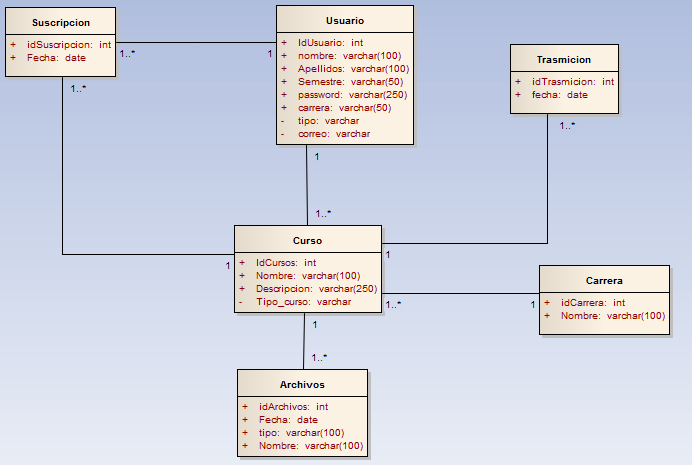 Suscripcion
+ idSuscripcion: int
+ Fecha: date
1..*
1..*
1
Usuario
+ IdUsuario: int
+ nombre: varchar(100)
+ Apellidos: varchar(100)
+ Semestre: varchar(50)
+ password: varchar(250)
+ carrera: varchar(50)
- tipo: varchar
- correo: varchar
1
1..*
Trasmicion
+ idTrasmicion: int
+ fecha: date
1..*
1
1
Curso
+ IdCursos: int
+ Nombre: varchar(100)
+ Descripcion: varchar(250)
- Tipo_curso: varchar
1..*
1
Carrera
+ idCarrera: int
+ Nombre: varchar(100)
1
1..*
Archivos
+ idArchivos: int
+ Fecha: date
+ tipo: varchar(100)
+ Nombre: varchar(100)